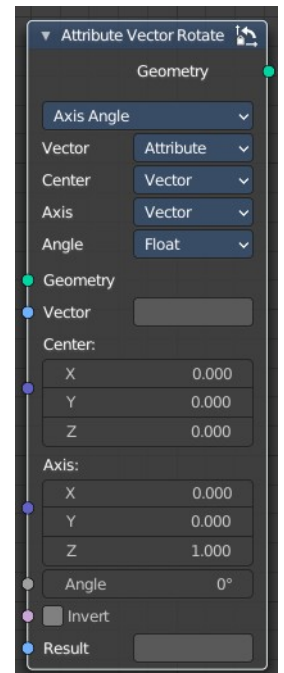 Attribute Vector Rotate
Geometry
Axis Angle
Vector Attribute
Center Vector
Axis Vector
Angle Float
Geometry
Vector
Center:
X 0.000
Y 0.000
Z 0.000
Axis:
X 0.000
Y 0.000
Z 1.000
Angle 0°
Invert
Result